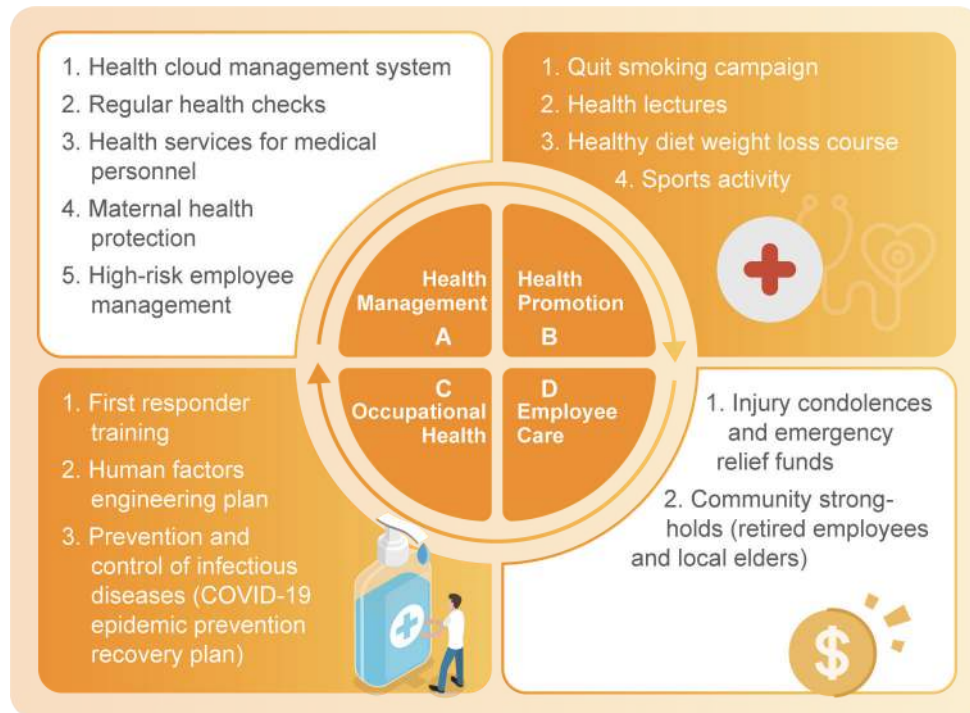 1. Health cloud management system
2. Regular health checks
3. Health services for medical
personnel
4. Maternal health
protection
5. High-risk employee
management
1. Quit smoking campaign
2. Health lectures
3. Healthy diet weight loss course
4. Sports activity
Health
Management
A
Health
Promotion
B
C
Occupational
Health
D
Employee
Care
1. First responder
training
2. Human factors
engineering plan
3. Prevention and
control of infectious
diseases (COVID-19
epidemic prevention
recovery plan)
1. Injury condolences
and emergency
relief funds
2. Community strong-
holds (retired employees
and local elders)
$